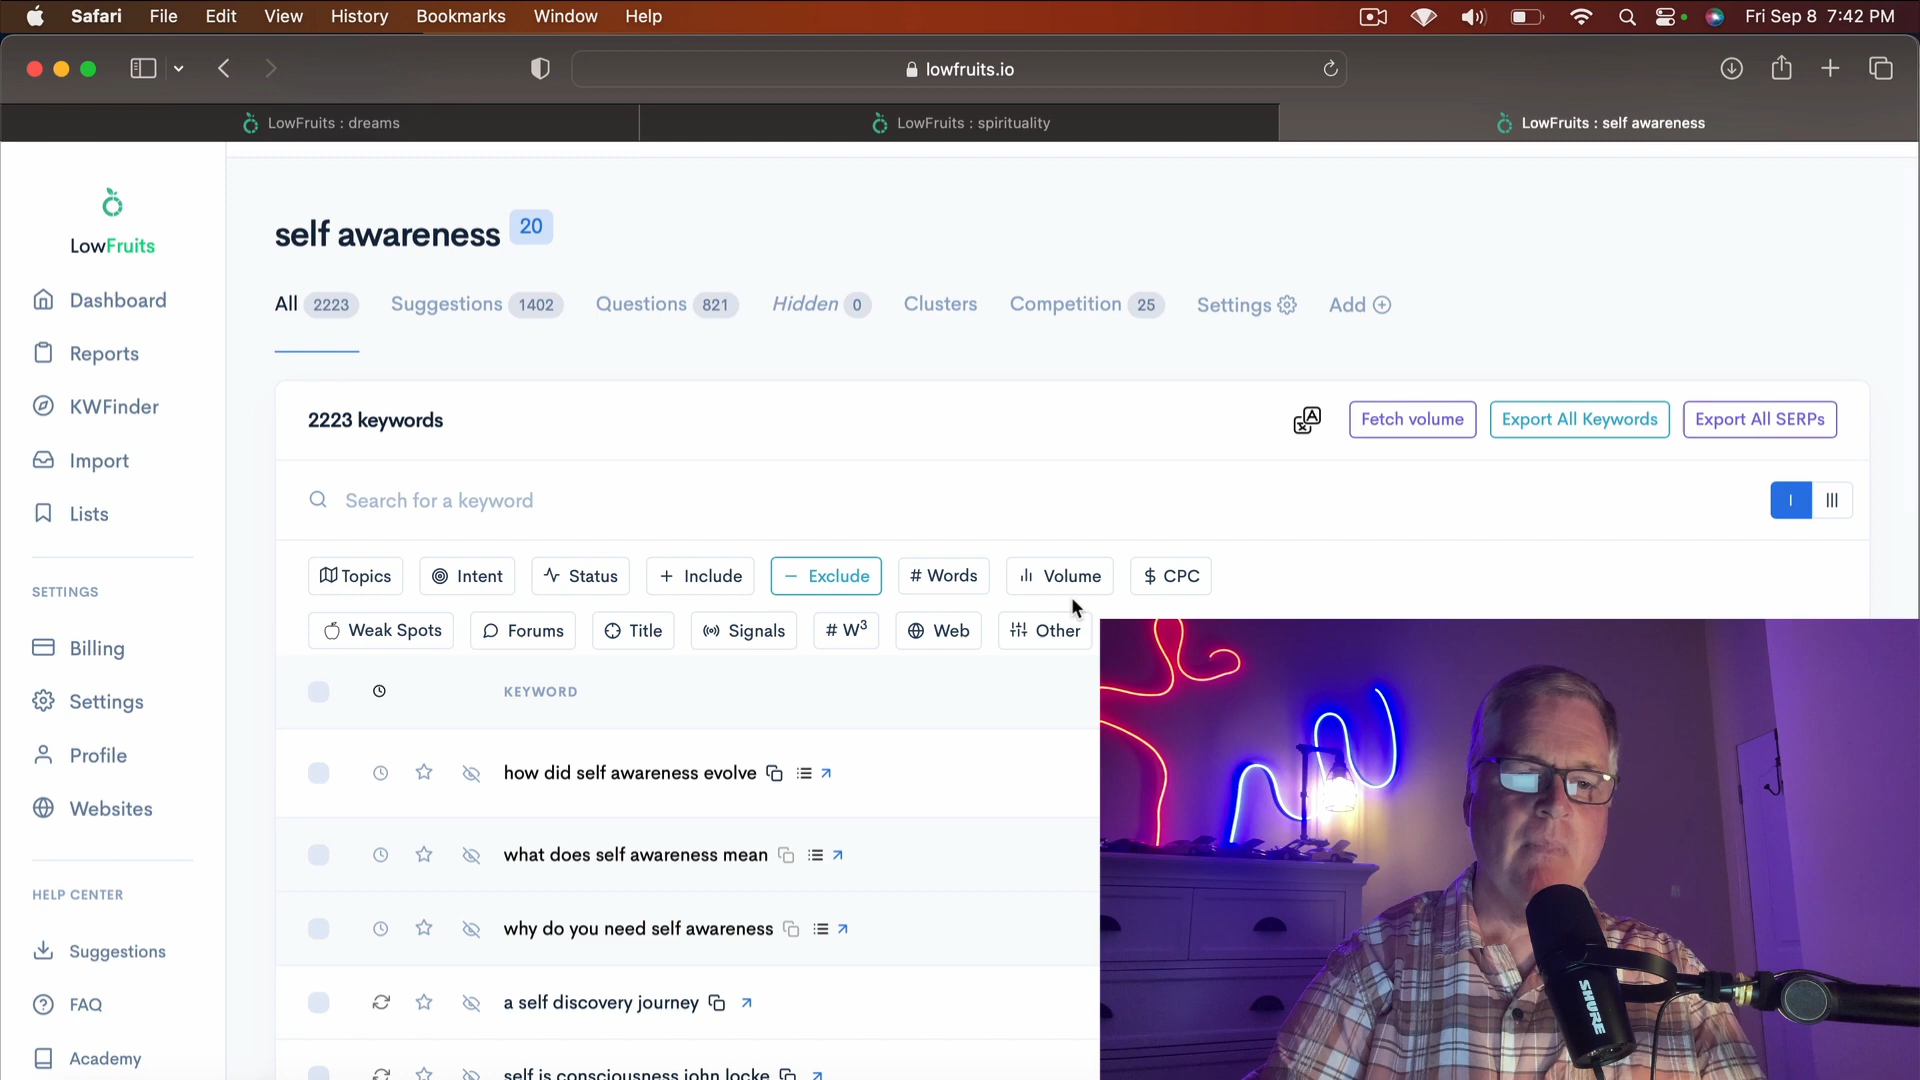 Safari File Edit View History Bookmarks Window Help Fri Sep 8 7:42 PM
lowfruits.io
LowFruits : dreams LowFruits : spirituality LowFruits : self awareness
LowFruits
Dashboard
Reports
KWFinder
Import
Lists
SETTINGS
Billing
Settings
Profile
Websites
HELP CENTER
Suggestions
FAQ
Academy
self awareness 20
All 2223 Suggestions 1402 Questions 821 Hidden 0 Clusters Competition 25 Settings Add
2223 keywords Fetch volume Export All Keywords Export All SERPs
Search for a keyword
Topics Intent Status + Include − Exclude # Words Volume $ CPC
Weak Spots Forums Title Signals # W³ Web Other
KEYWORD
how did self awareness evolve
what does self awareness mean
why do you need self awareness
a self discovery journey
self is consciousness john locke
SHURE